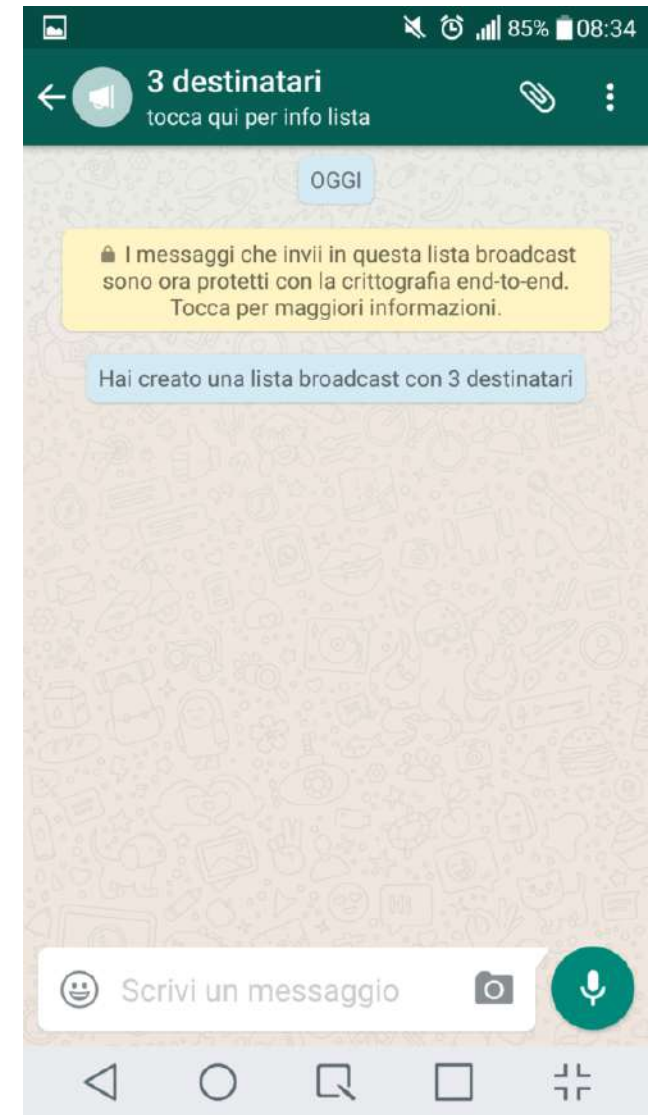 85% 08:34
3 destinatari
tocca qui per info lista
OGGI
I messaggi che invii in questa lista broadcast
sono ora protetti con la crittografia end-to-end.
Tocca per maggiori informazioni.
Hai creato una lista broadcast con 3 destinatari
Scrivi un messaggio